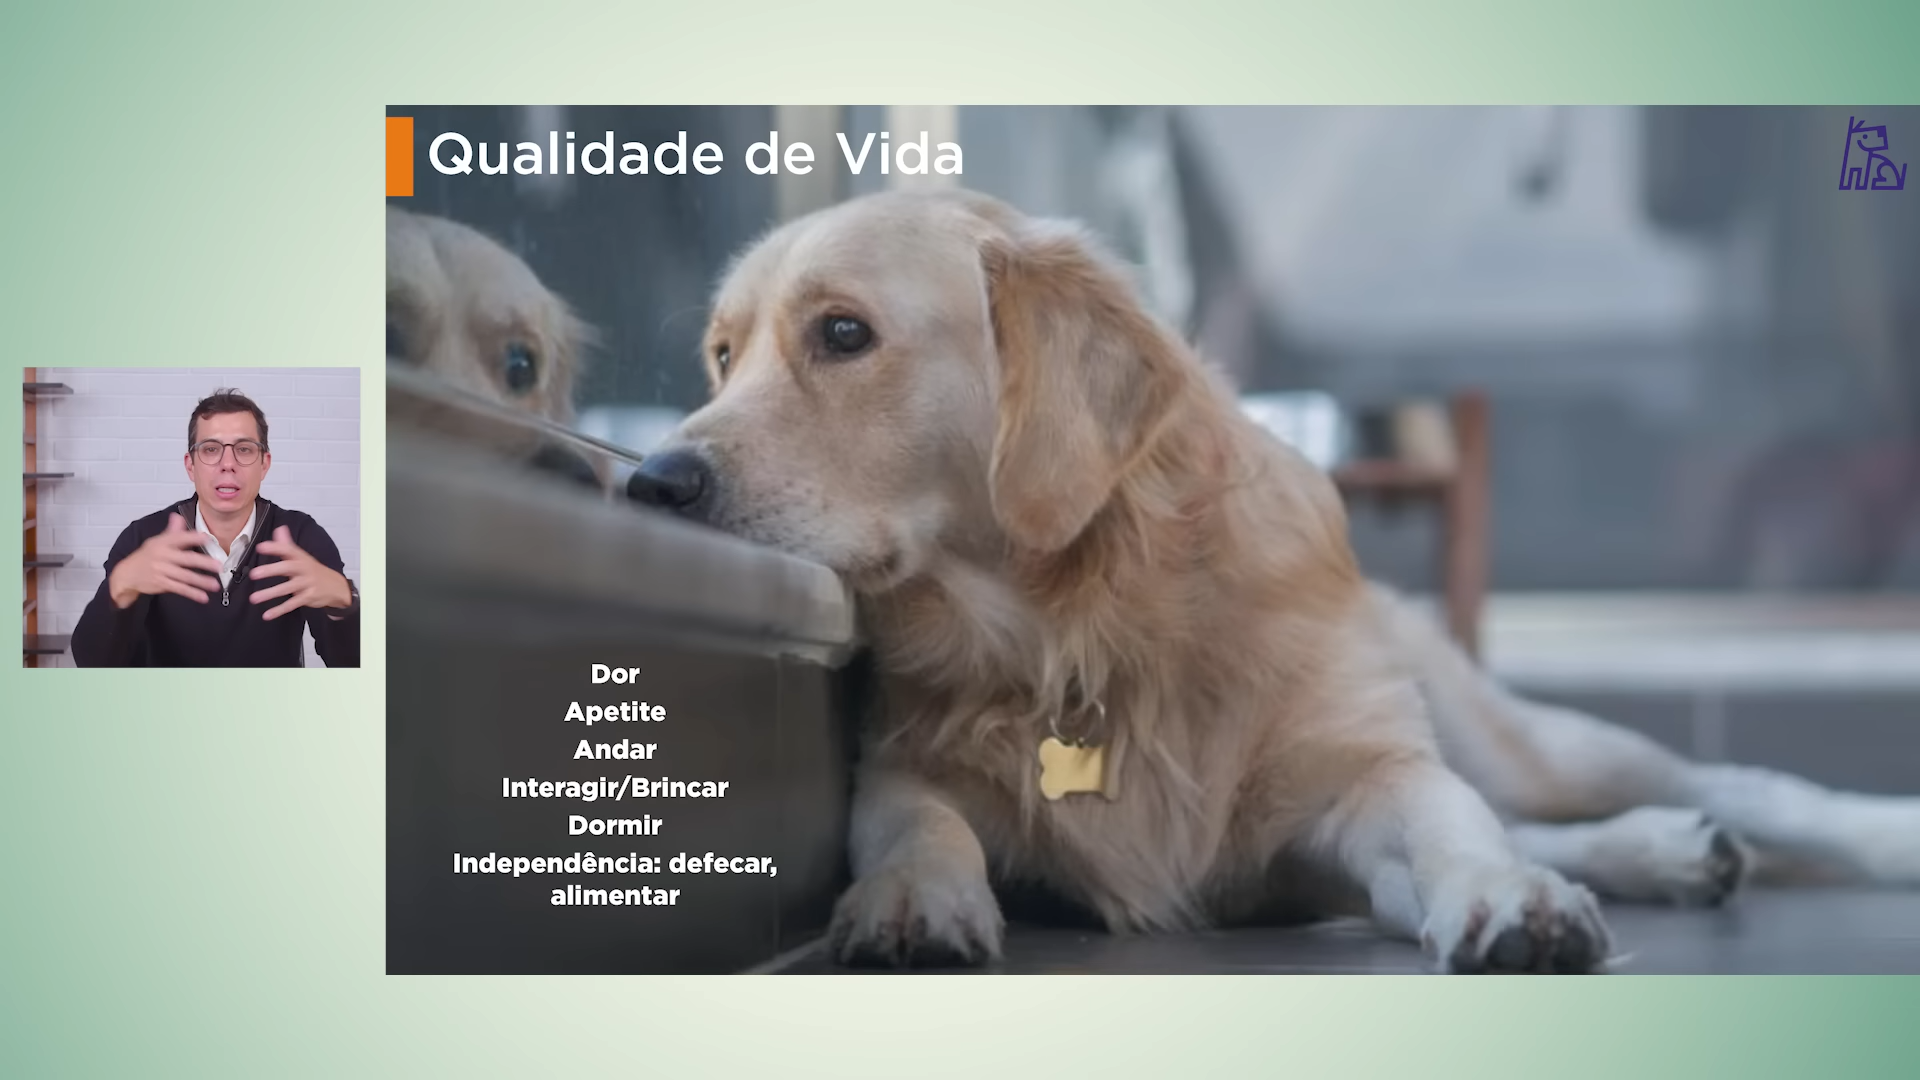 Qualidade de Vida
Dor
Apetite
Andar
Interagir/Brincar
Dormir
Independência: defecar,
alimentar